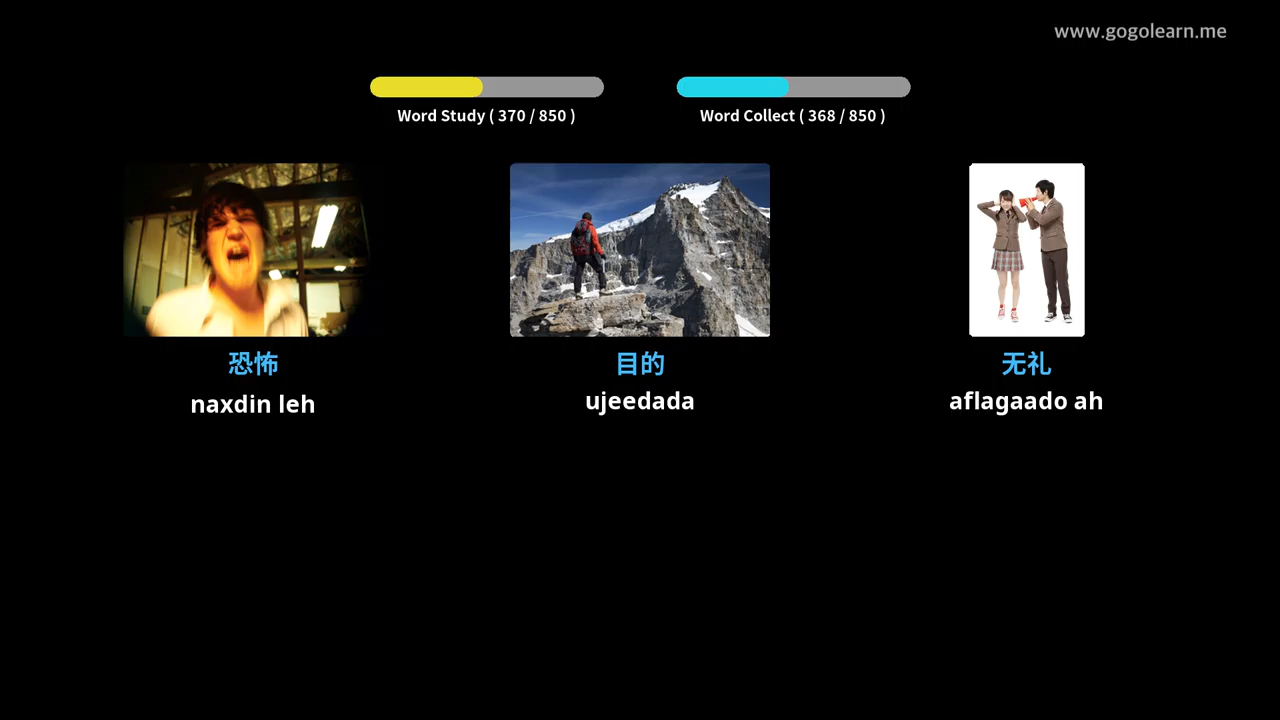 www.gogolearn.me
Word Study ( 370 / 850 )
Word Collect ( 368 / 850 )
恐怖
目的
无礼
naxdin leh
ujeedada
aflagaado ah